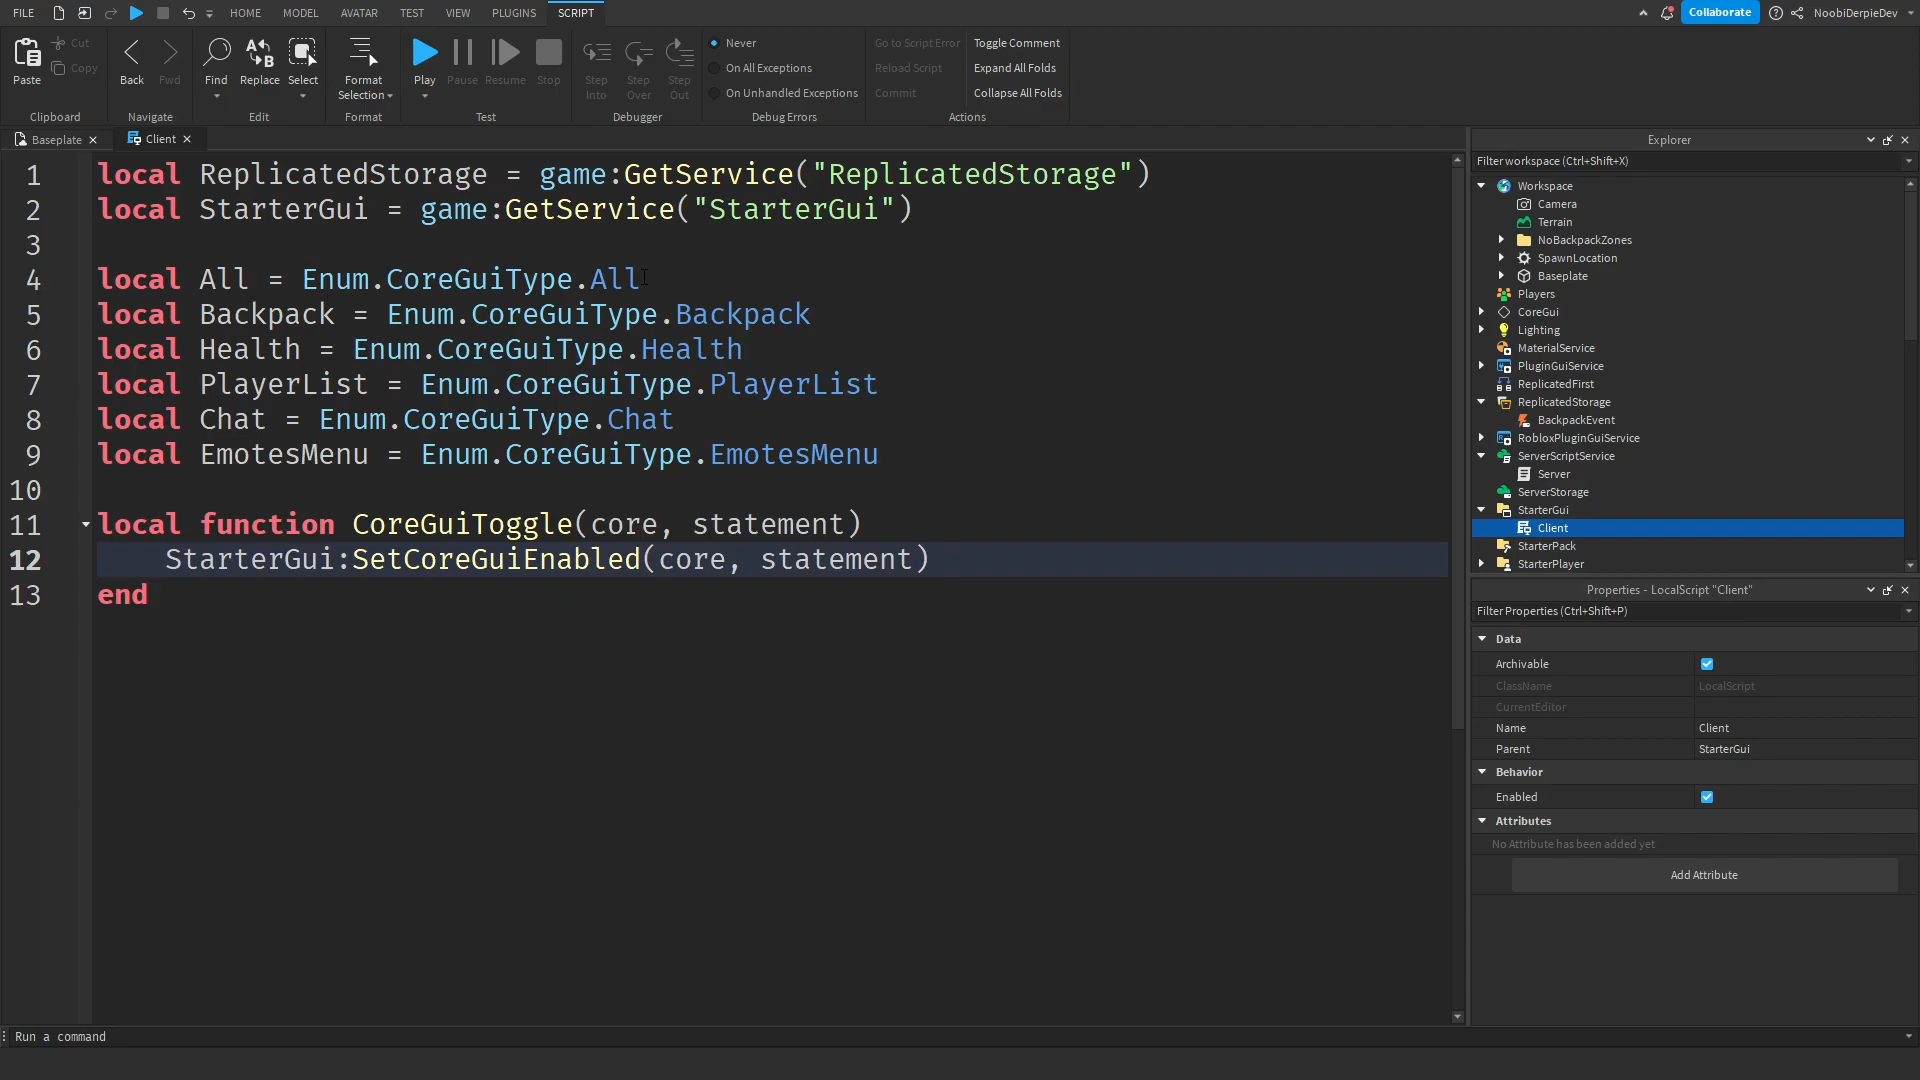 FILE HOME MODEL AVATAR TEST VIEW PLUGINS SCRIPT Collaborate NoobiDerpieDev
Paste Cut Copy
Clipboard
Back Fwd
Navigate
Find Replace Select
Edit
Format Selection
Format
Play Pause Resume Stop
Test
Step Into Step Over Step Out
Debugger
Never
On All Exceptions
On Unhandled Exceptions
Debug Errors
Go to Script Error Toggle Comment
Reload Script Expand All Folds
Commit Collapse All Folds
Actions
Baseplate Client
1 local ReplicatedStorage = game:GetService("ReplicatedStorage")
2 local StarterGui = game:GetService("StarterGui")
3
4 local All = Enum.CoreGuiType.All
5 local Backpack = Enum.CoreGuiType.Backpack
6 local Health = Enum.CoreGuiType.Health
7 local PlayerList = Enum.CoreGuiType.PlayerList
8 local Chat = Enum.CoreGuiType.Chat
9 local EmotesMenu = Enum.CoreGuiType.EmotesMenu
10
11 local function CoreGuiToggle(core, statement)
12 StarterGui:SetCoreGuiEnabled(core, statement)
13 end
Explorer
Filter workspace (Ctrl+Shift+X)
Workspace
Camera
Terrain
NoBackpackZones
SpawnLocation
Baseplate
Players
CoreGui
Lighting
MaterialService
PluginGuiService
ReplicatedFirst
ReplicatedStorage
BackpackEvent
RobloxPluginGuiService
ServerScriptService
Server
ServerStorage
StarterGui
Client
StarterPack
StarterPlayer
Properties - LocalScript "Client"
Filter Properties (Ctrl+Shift+P)
Data
Archivable
ClassName LocalScript
CurrentEditor
Name Client
Parent StarterGui
Behavior
Enabled
Attributes
No Attribute has been added yet
Add Attribute
Run a command